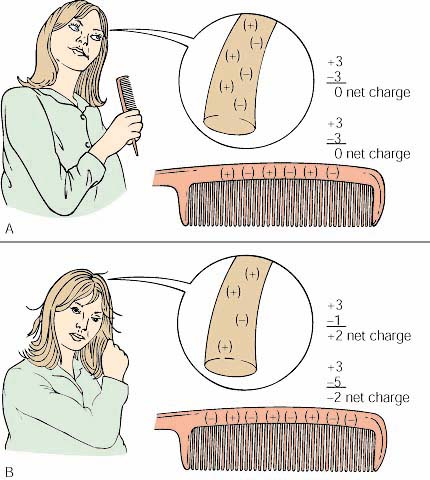 (+)
(–)
(+)
(–)
(+)
(–)
+3
–3
0 net charge
+3
–3
0 net charge
(+) (–) (+) (–) (+) (–)
A
(+)
(+)
(–)
(+)
+3
–1
+2 net charge
+3
–5
–2 net charge
(–) (+) (–) (+) (–) (+) (–) (–)
B